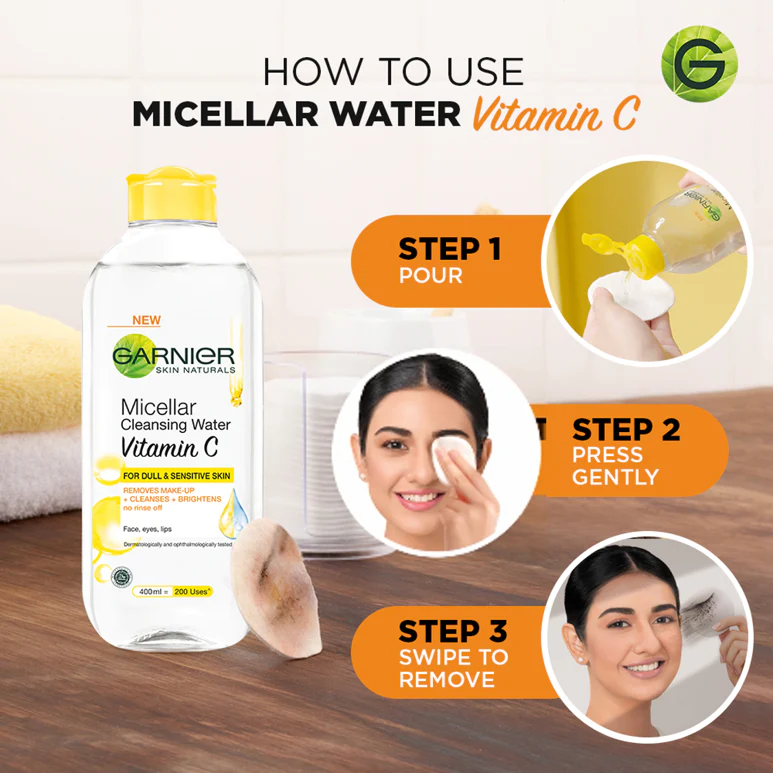 HOW TO USE
MICELLAR WATER Vitamin C
G
STEP 1
POUR
STEP 2
PRESS
GENTLY
STEP 3
SWIPE TO
REMOVE
NEW
GARNIER
SKIN NATURALS
Micellar
Cleansing Water
Vitamin C
FOR DULL & SENSITIVE SKIN
REMOVES MAKE-UP
+ CLEANSES + BRIGHTENS
no rinse off
Face, eyes, lips
Dermatologically and ophthalmologically tested
400ml = 200 Uses*
GARNIER